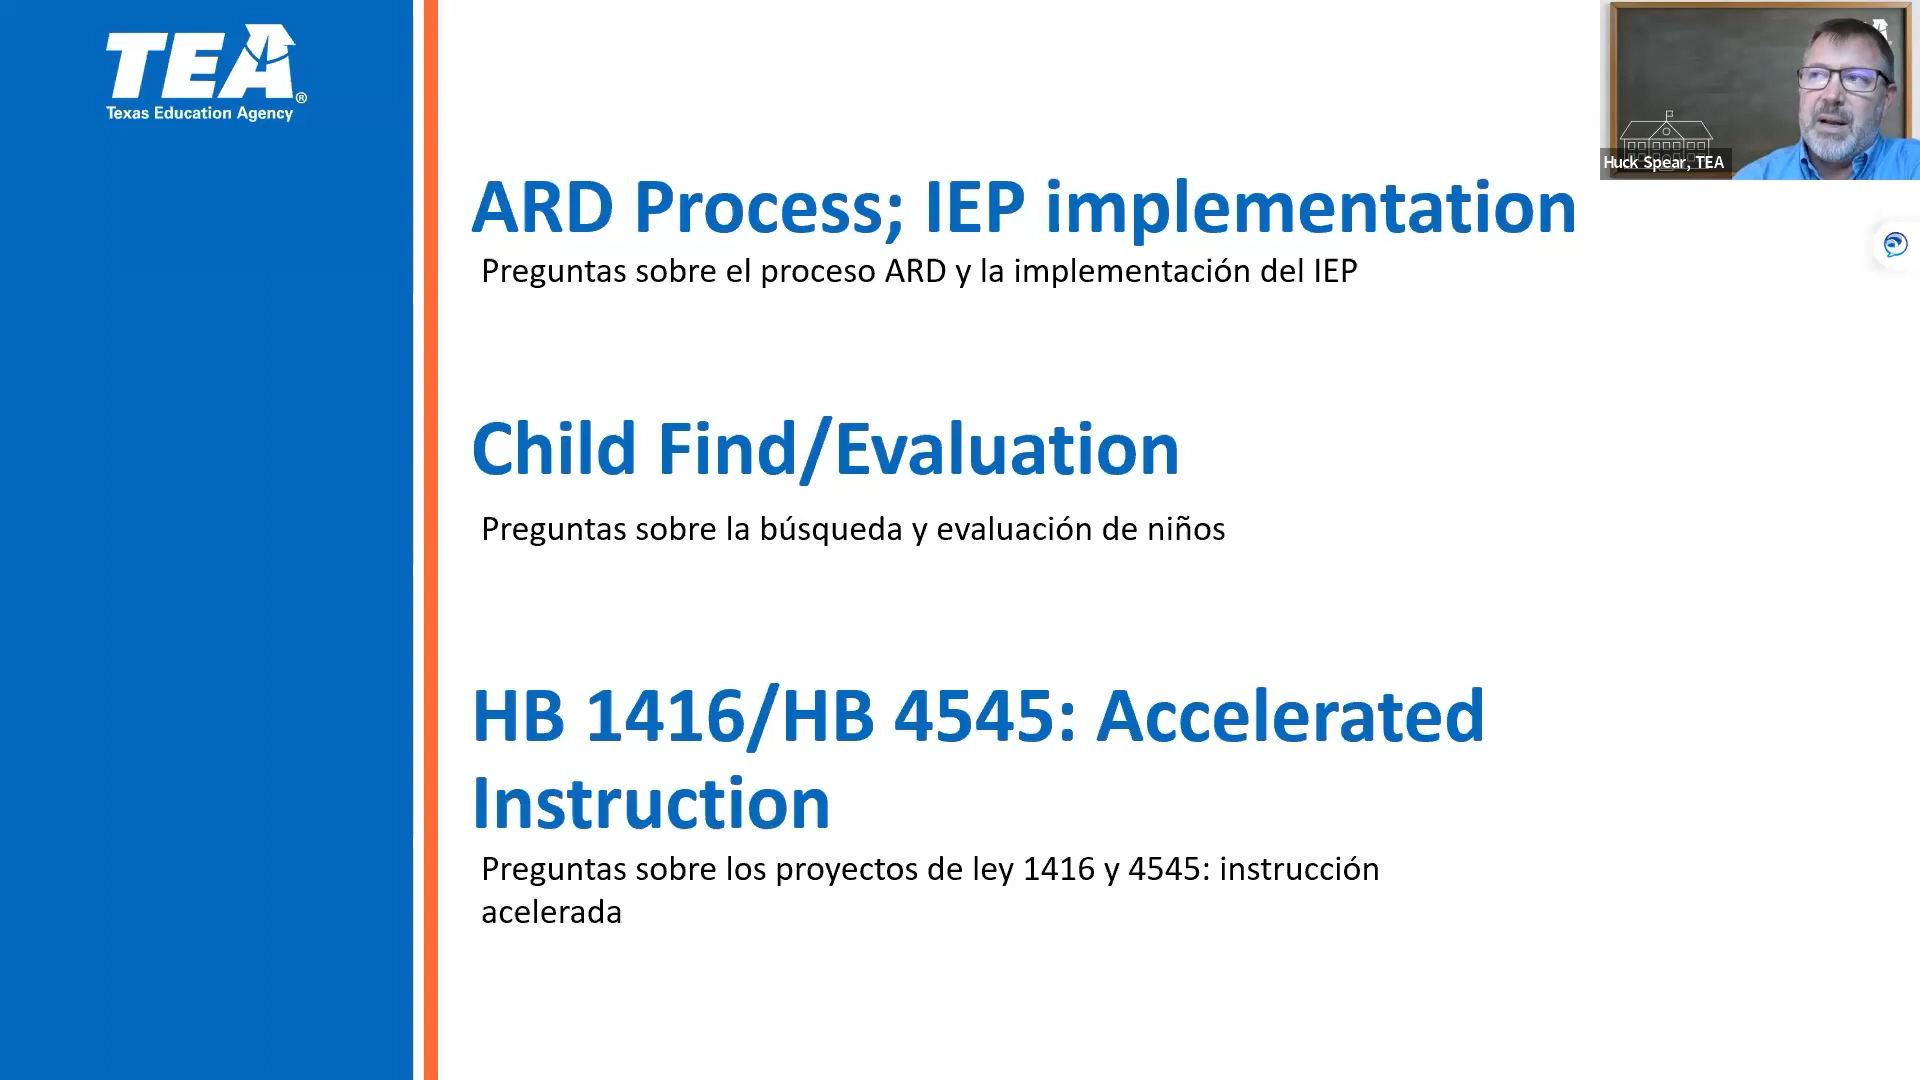 TEA®
Texas Education Agency
Huck Spear, TEA
ARD Process; IEP implementation
Preguntas sobre el proceso ARD y la implementación del IEP
Child Find/Evaluation
Preguntas sobre la búsqueda y evaluación de niños
HB 1416/HB 4545: Accelerated
Instruction
Preguntas sobre los proyectos de ley 1416 y 4545: instrucción
acelerada